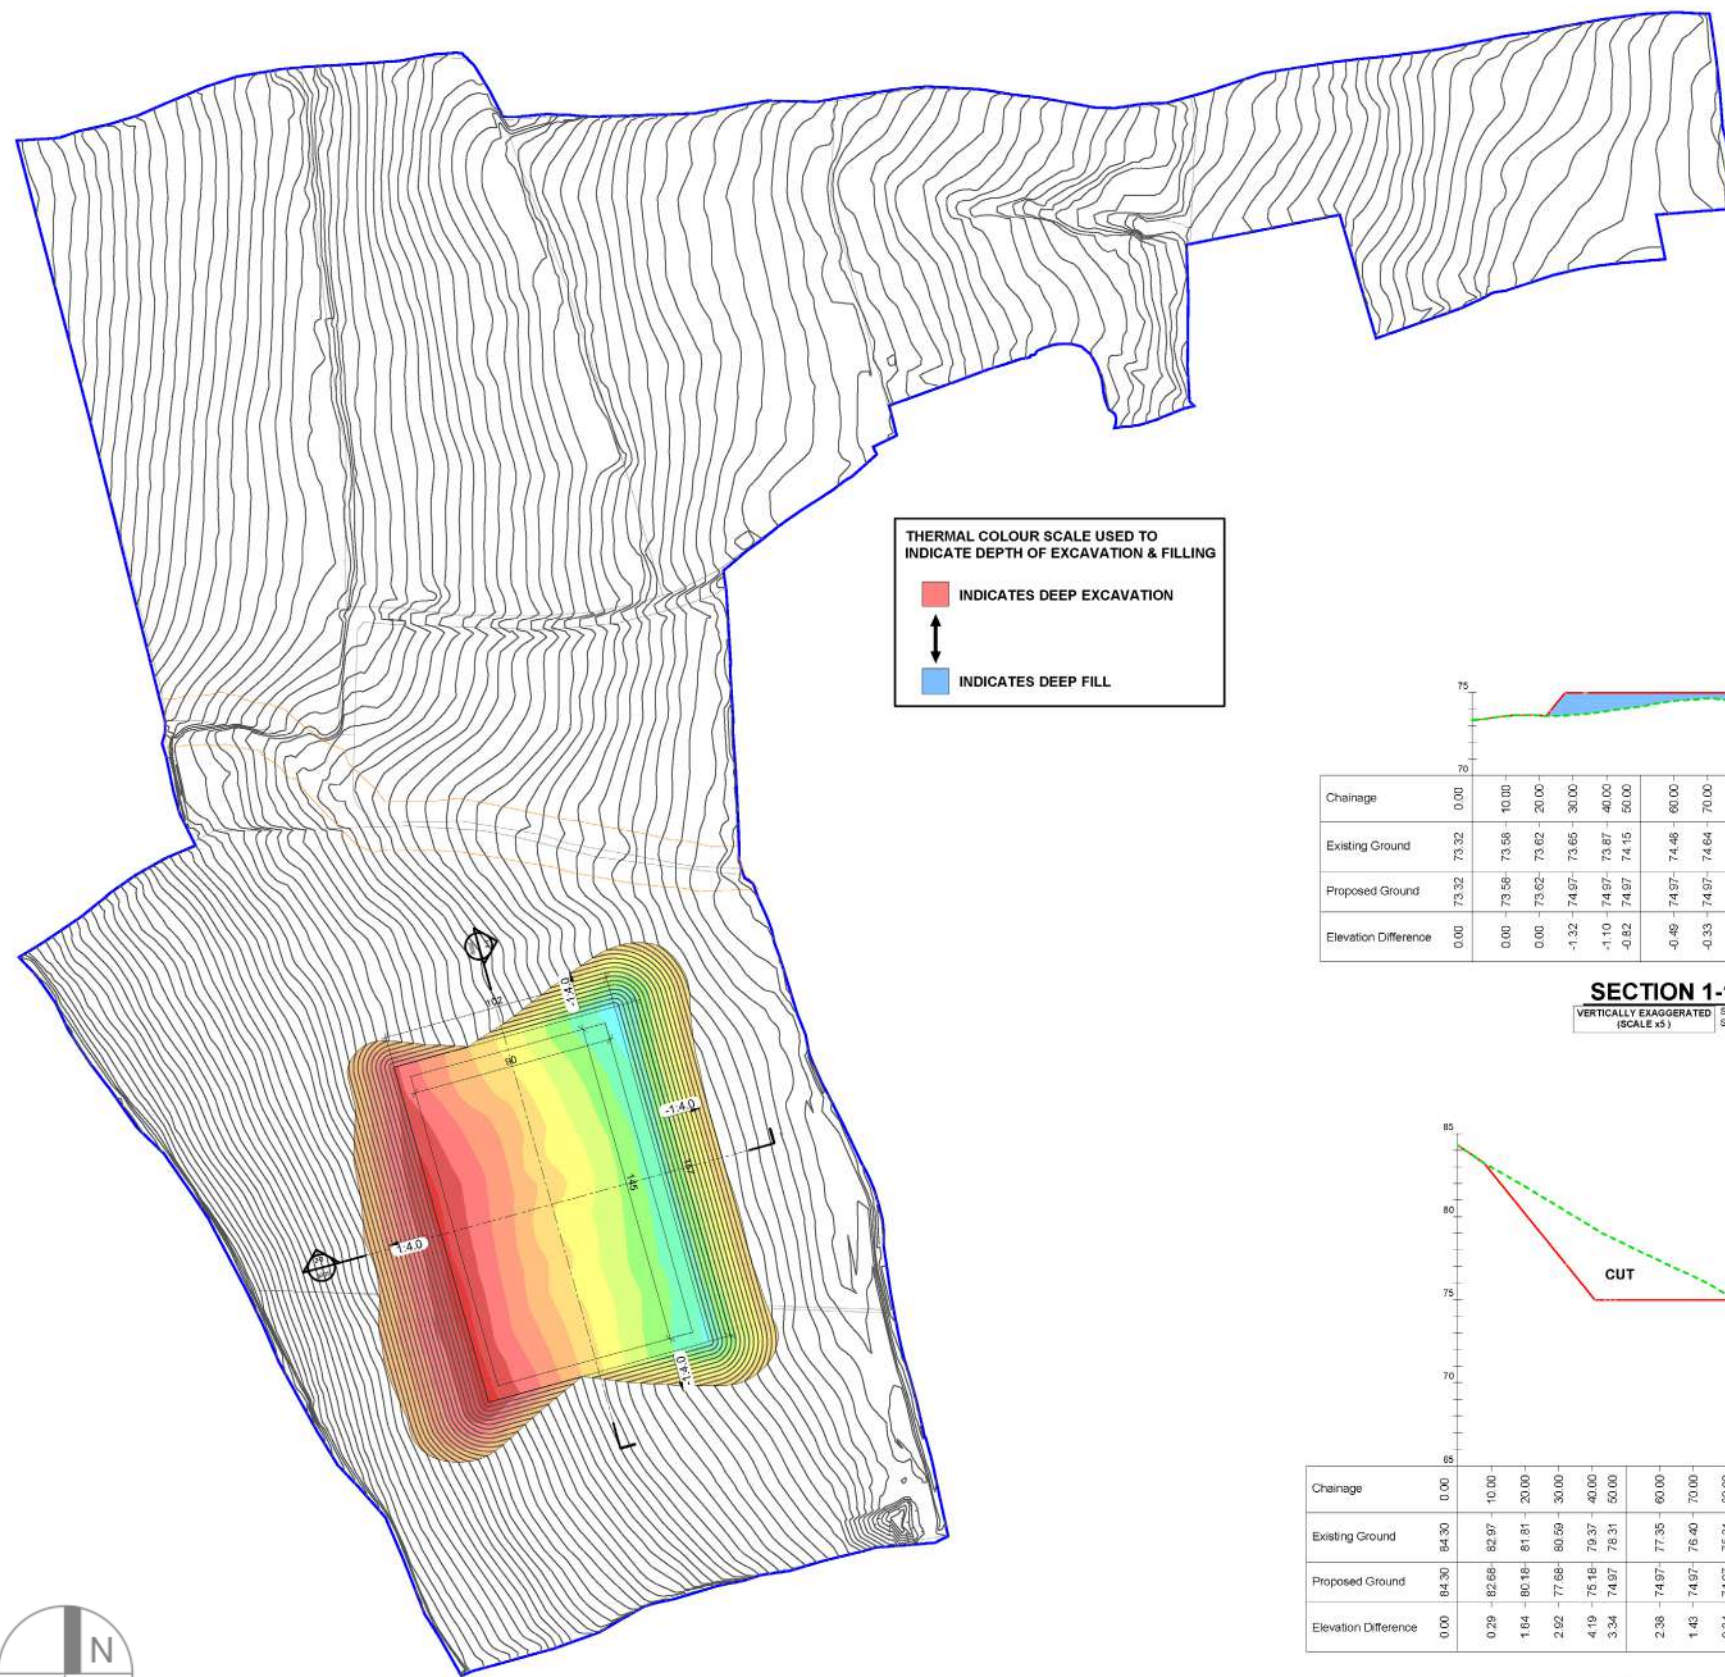 THERMAL COLOUR SCALE USED TO
INDICATE DEPTH OF EXCAVATION & FILLING
INDICATES DEEP EXCAVATION
INDICATES DEEP FILL
102
80
-1:4.0
-1:4.0
145
1:4.0
-1:4.0
N
75
70
Chainage 0.00 10.00 20.00 30.00 40.00 50.00 60.00 70.00
Existing Ground 73.32 73.58 73.62 73.65 73.87 74.15 74.48 74.64
Proposed Ground 73.32 73.58 73.62 74.97 74.97 74.97 74.97 74.97
Elevation Difference 0.00 0.00 0.00 -1.32 -1.10 -0.82 -0.49 -0.33
SECTION 1-
VERTICALLY EXAGGERATED
(SCALE x5 )
85
80
75
70
65
CUT
Chainage 0.00 10.00 20.00 30.00 40.00 50.00 60.00 70.00
Existing Ground 84.30 82.97 81.81 80.59 79.37 78.31 77.35 76.40
Proposed Ground 84.30 82.68 80.18 77.68 75.18 74.97 74.97 74.97
Elevation Difference 0.00 0.29 1.64 2.92 4.19 3.34 2.38 1.43